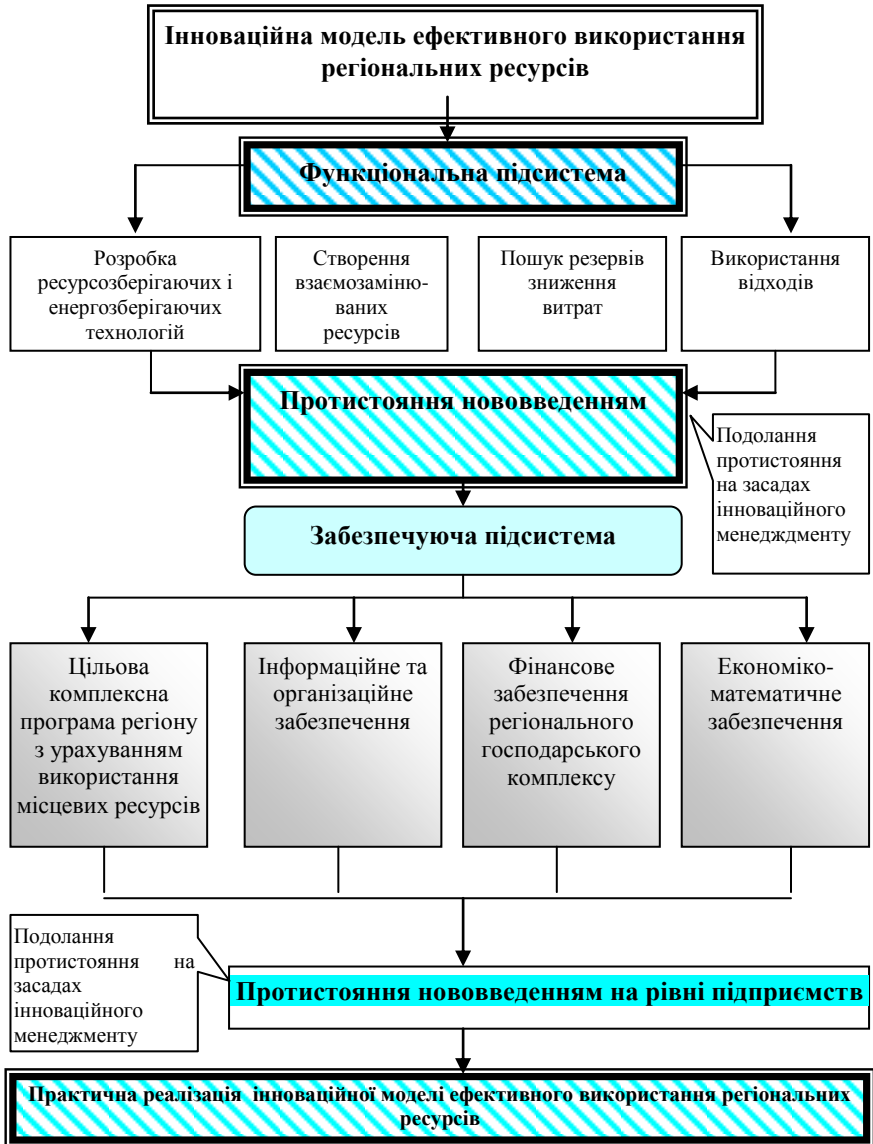 Інноваційна модель ефективного використання
регіональних ресурсів
Функціональна підсистема
Розробка
ресурсозберігаючих і
енергозберігаючих
технологій
Створення
взаємозаміню-
ваних
ресурсів
Пошук резервів
зниження
витрат
Використання
відходів
Протистояння нововведенням
Подолання
протистояння
на засадах
інноваційного
менеджменту
Забезпечуюча підсистема
Цільова
комплексна
програма регіону
з урахуванням
використання
місцевих ресурсів
Інформаційне та
організаційне
забезпечення
Фінансове
забезпечення
регіонального
господарського
комплексу
Економіко-
математичне
забезпечення
Подолання
протистояння на
засадах
інноваційного
менеджменту
Протистояння нововведенням на рівні підприємств
Практична реалізація інноваційної моделі ефективного використання регіональних
ресурсів